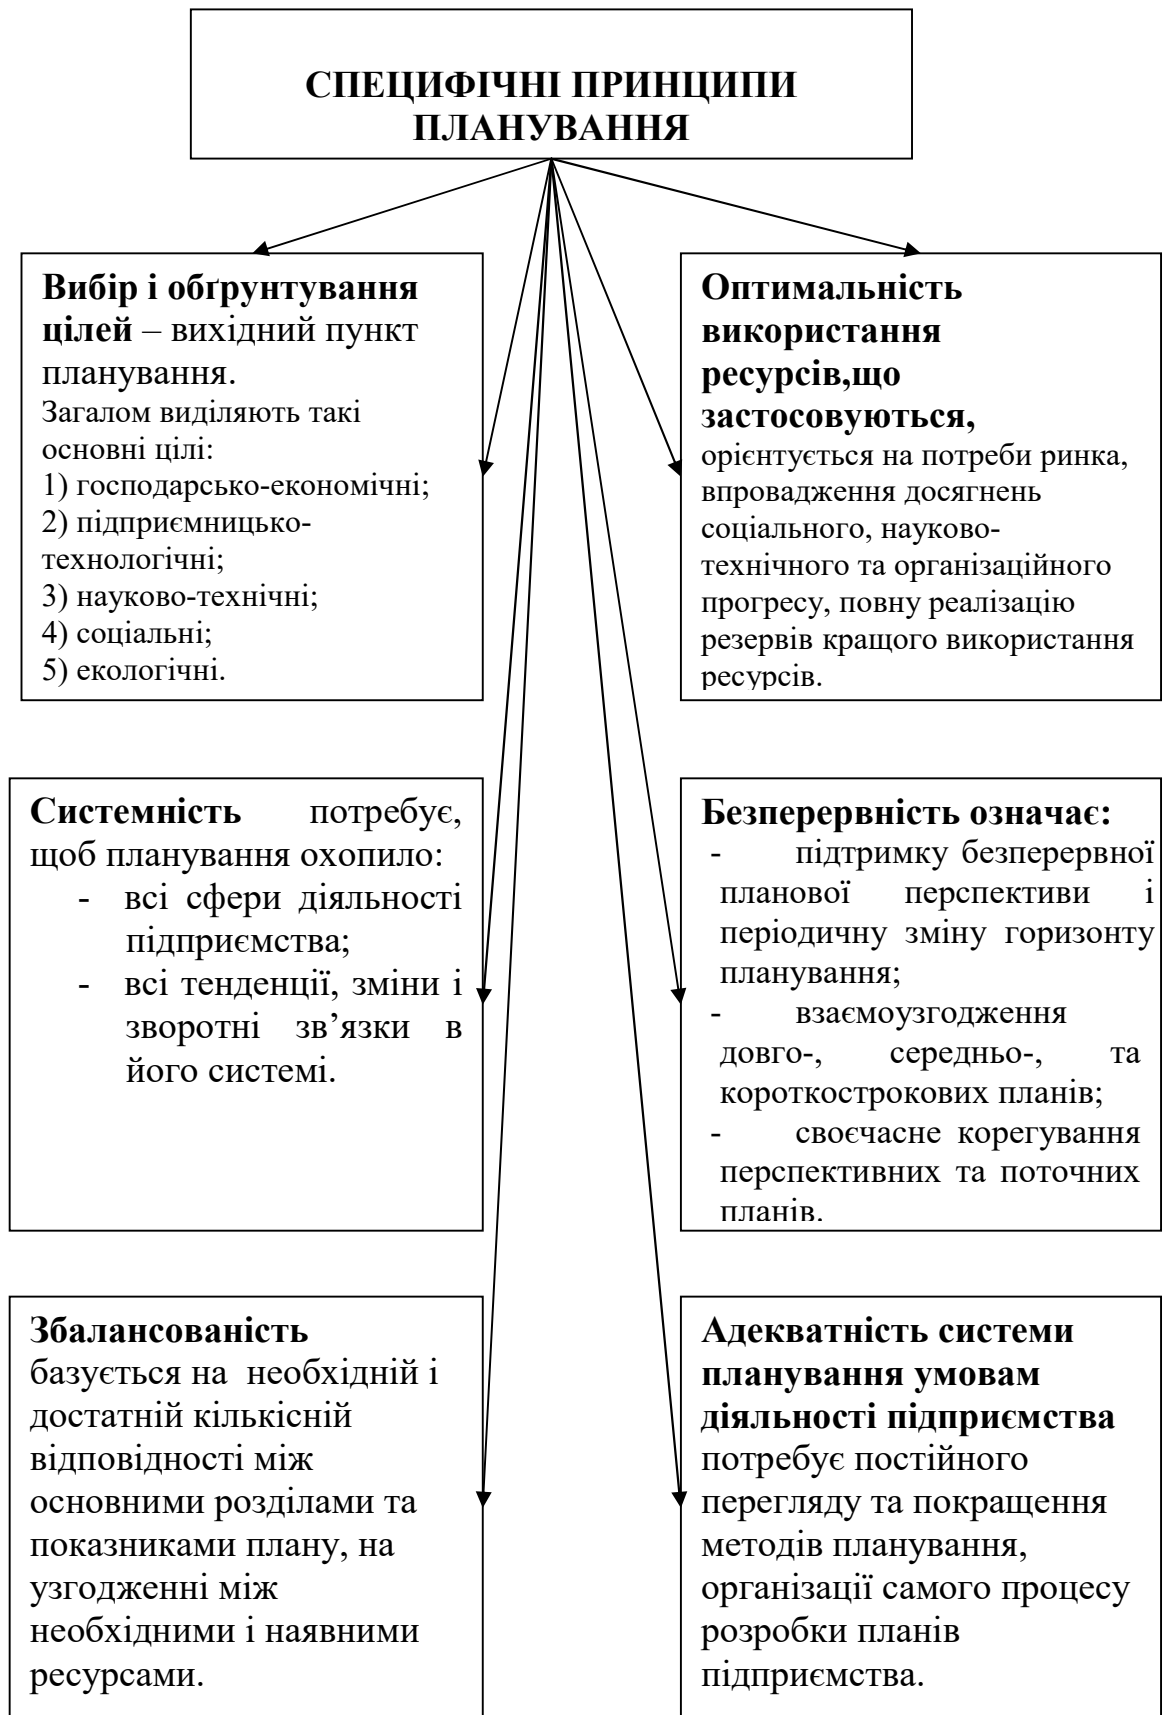 СПЕЦИФІЧНІ ПРИНЦИПИ
ПЛАНУВАННЯ
Вибір і обґрунтування
цілей – вихідний пункт
планування.
Загалом виділяють такі
основні цілі:
1) господарсько-економічні;
2) підприємницько-
технологічні;
3) науково-технічні;
4) соціальні;
5) екологічні.
Оптимальність
використання
ресурсів,що
застосовуються,
орієнтується на потреби ринка,
впровадження досягнень
соціального, науково-
технічного та організаційного
прогресу, повну реалізацію
резервів кращого використання
ресурсів.
Системність потребує,
щоб планування охопило:
- всі сфери діяльності
підприємства;
- всі тенденції, зміни і
зворотні зв’язки в
його системі.
Безперервність означає:
- підтримку безперервної
планової перспективи і
періодичну зміну горизонту
планування;
- взаємоузгодження
довго-, середньо-, та
короткострокових планів;
- своєчасне корегування
перспективних та поточних
планів.
Збалансованість
базується на необхідній і
достатній кількісній
відповідності між
основними розділами та
показниками плану, на
узгодженні між
необхідними і наявними
ресурсами.
Адекватність системи
планування умовам
діяльності підприємства
потребує постійного
перегляду та покращення
методів планування,
організації самого процесу
розробки планів
підприємства.